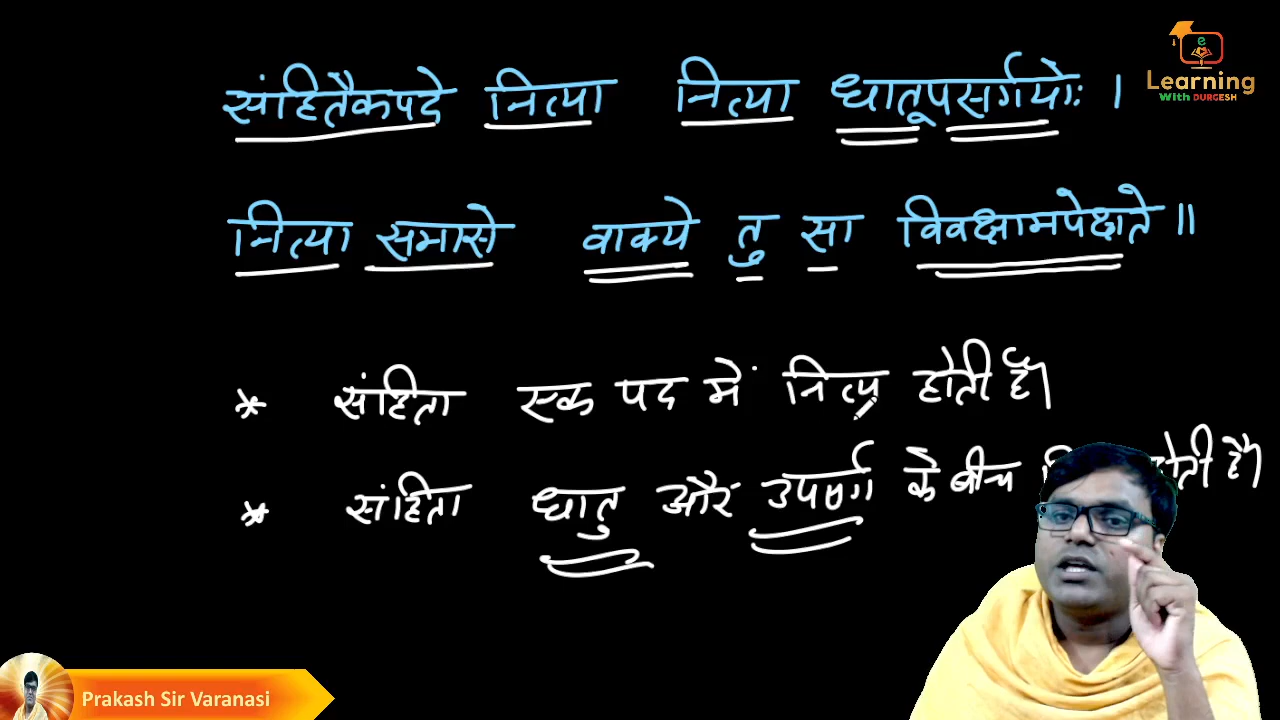 e
Learning
With DURGESH
संहितैकपदे नित्या नित्या धातूपसर्गयोः ।
नित्या समासे वाक्ये तु सा विवक्षामपेक्षते ॥
* संहिता एक पद में नित्य होती है।
* संहिता धातु और उपसर्ग के बीच होती है।
Prakash Sir Varanasi